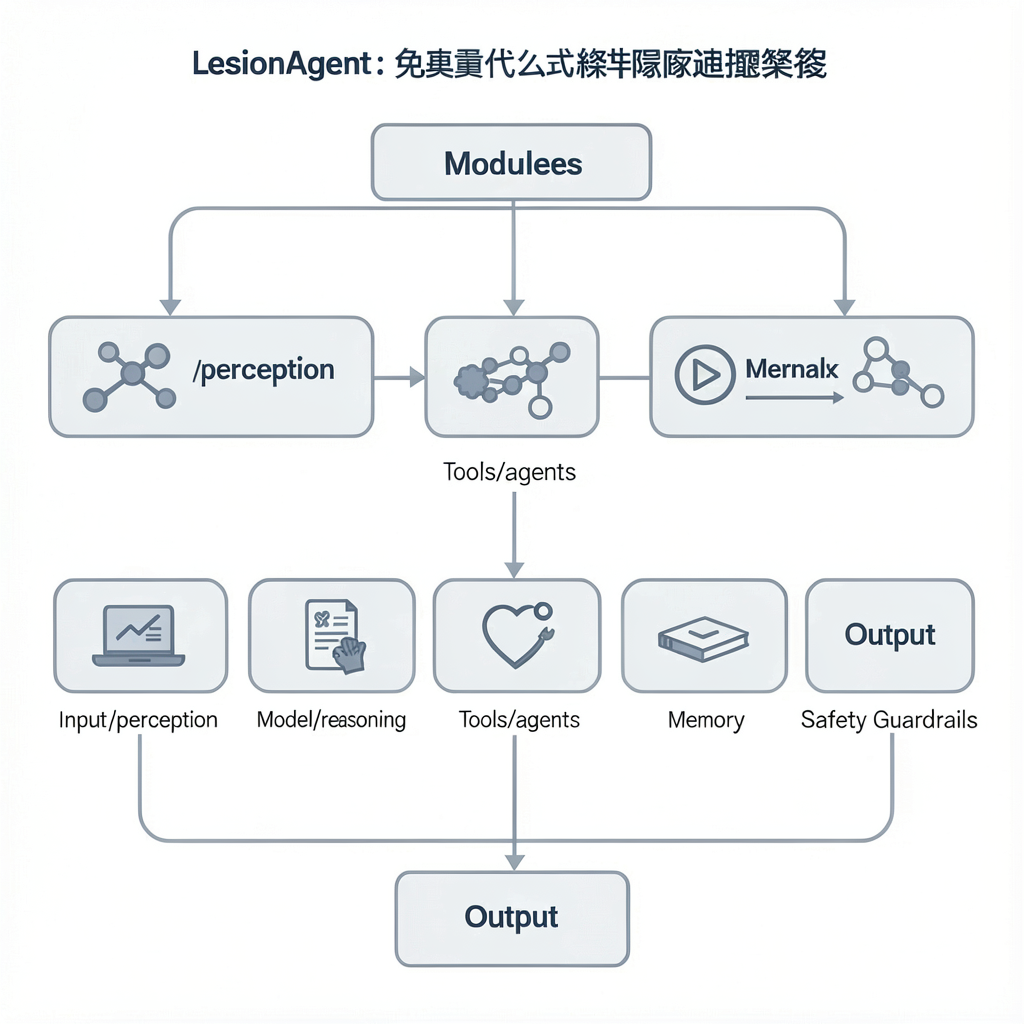 LesionAgent:
Modulees
/perception
Mernalx
Tools/agents
Output
Input/perception
Model/reasoning
Tools/agents
Memory
Safety Guardrails
Output